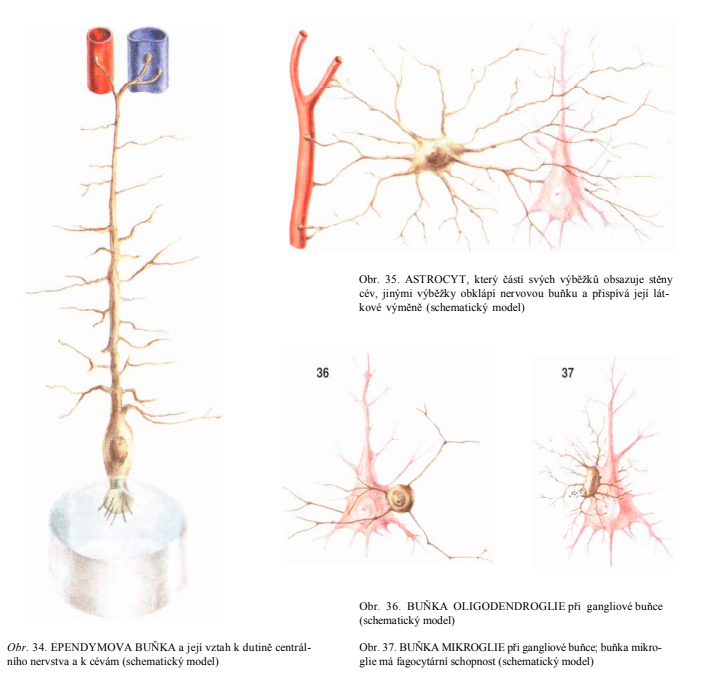 Obr. 35. ASTROCYT, který částí svých výběžků obsazuje stěny
cév, jinými výběžky obklápí nervovou buňku a přispívá její lát-
kové výměně (schematický model)
36
37
Obr. 36. BUŇKA OLIGODENDROGLIE při gangliové buňce
(schematický model)
Obr. 34. EPENDYMOVA BUŇKA a její vztah k dutině centrál-
ního nervstva a k cévám (schematický model)
Obr. 37. BUŇKA MIKROGLIE při gangliové buňce; buňka mikro-
glie má fagocytární schopnost (schematický model)